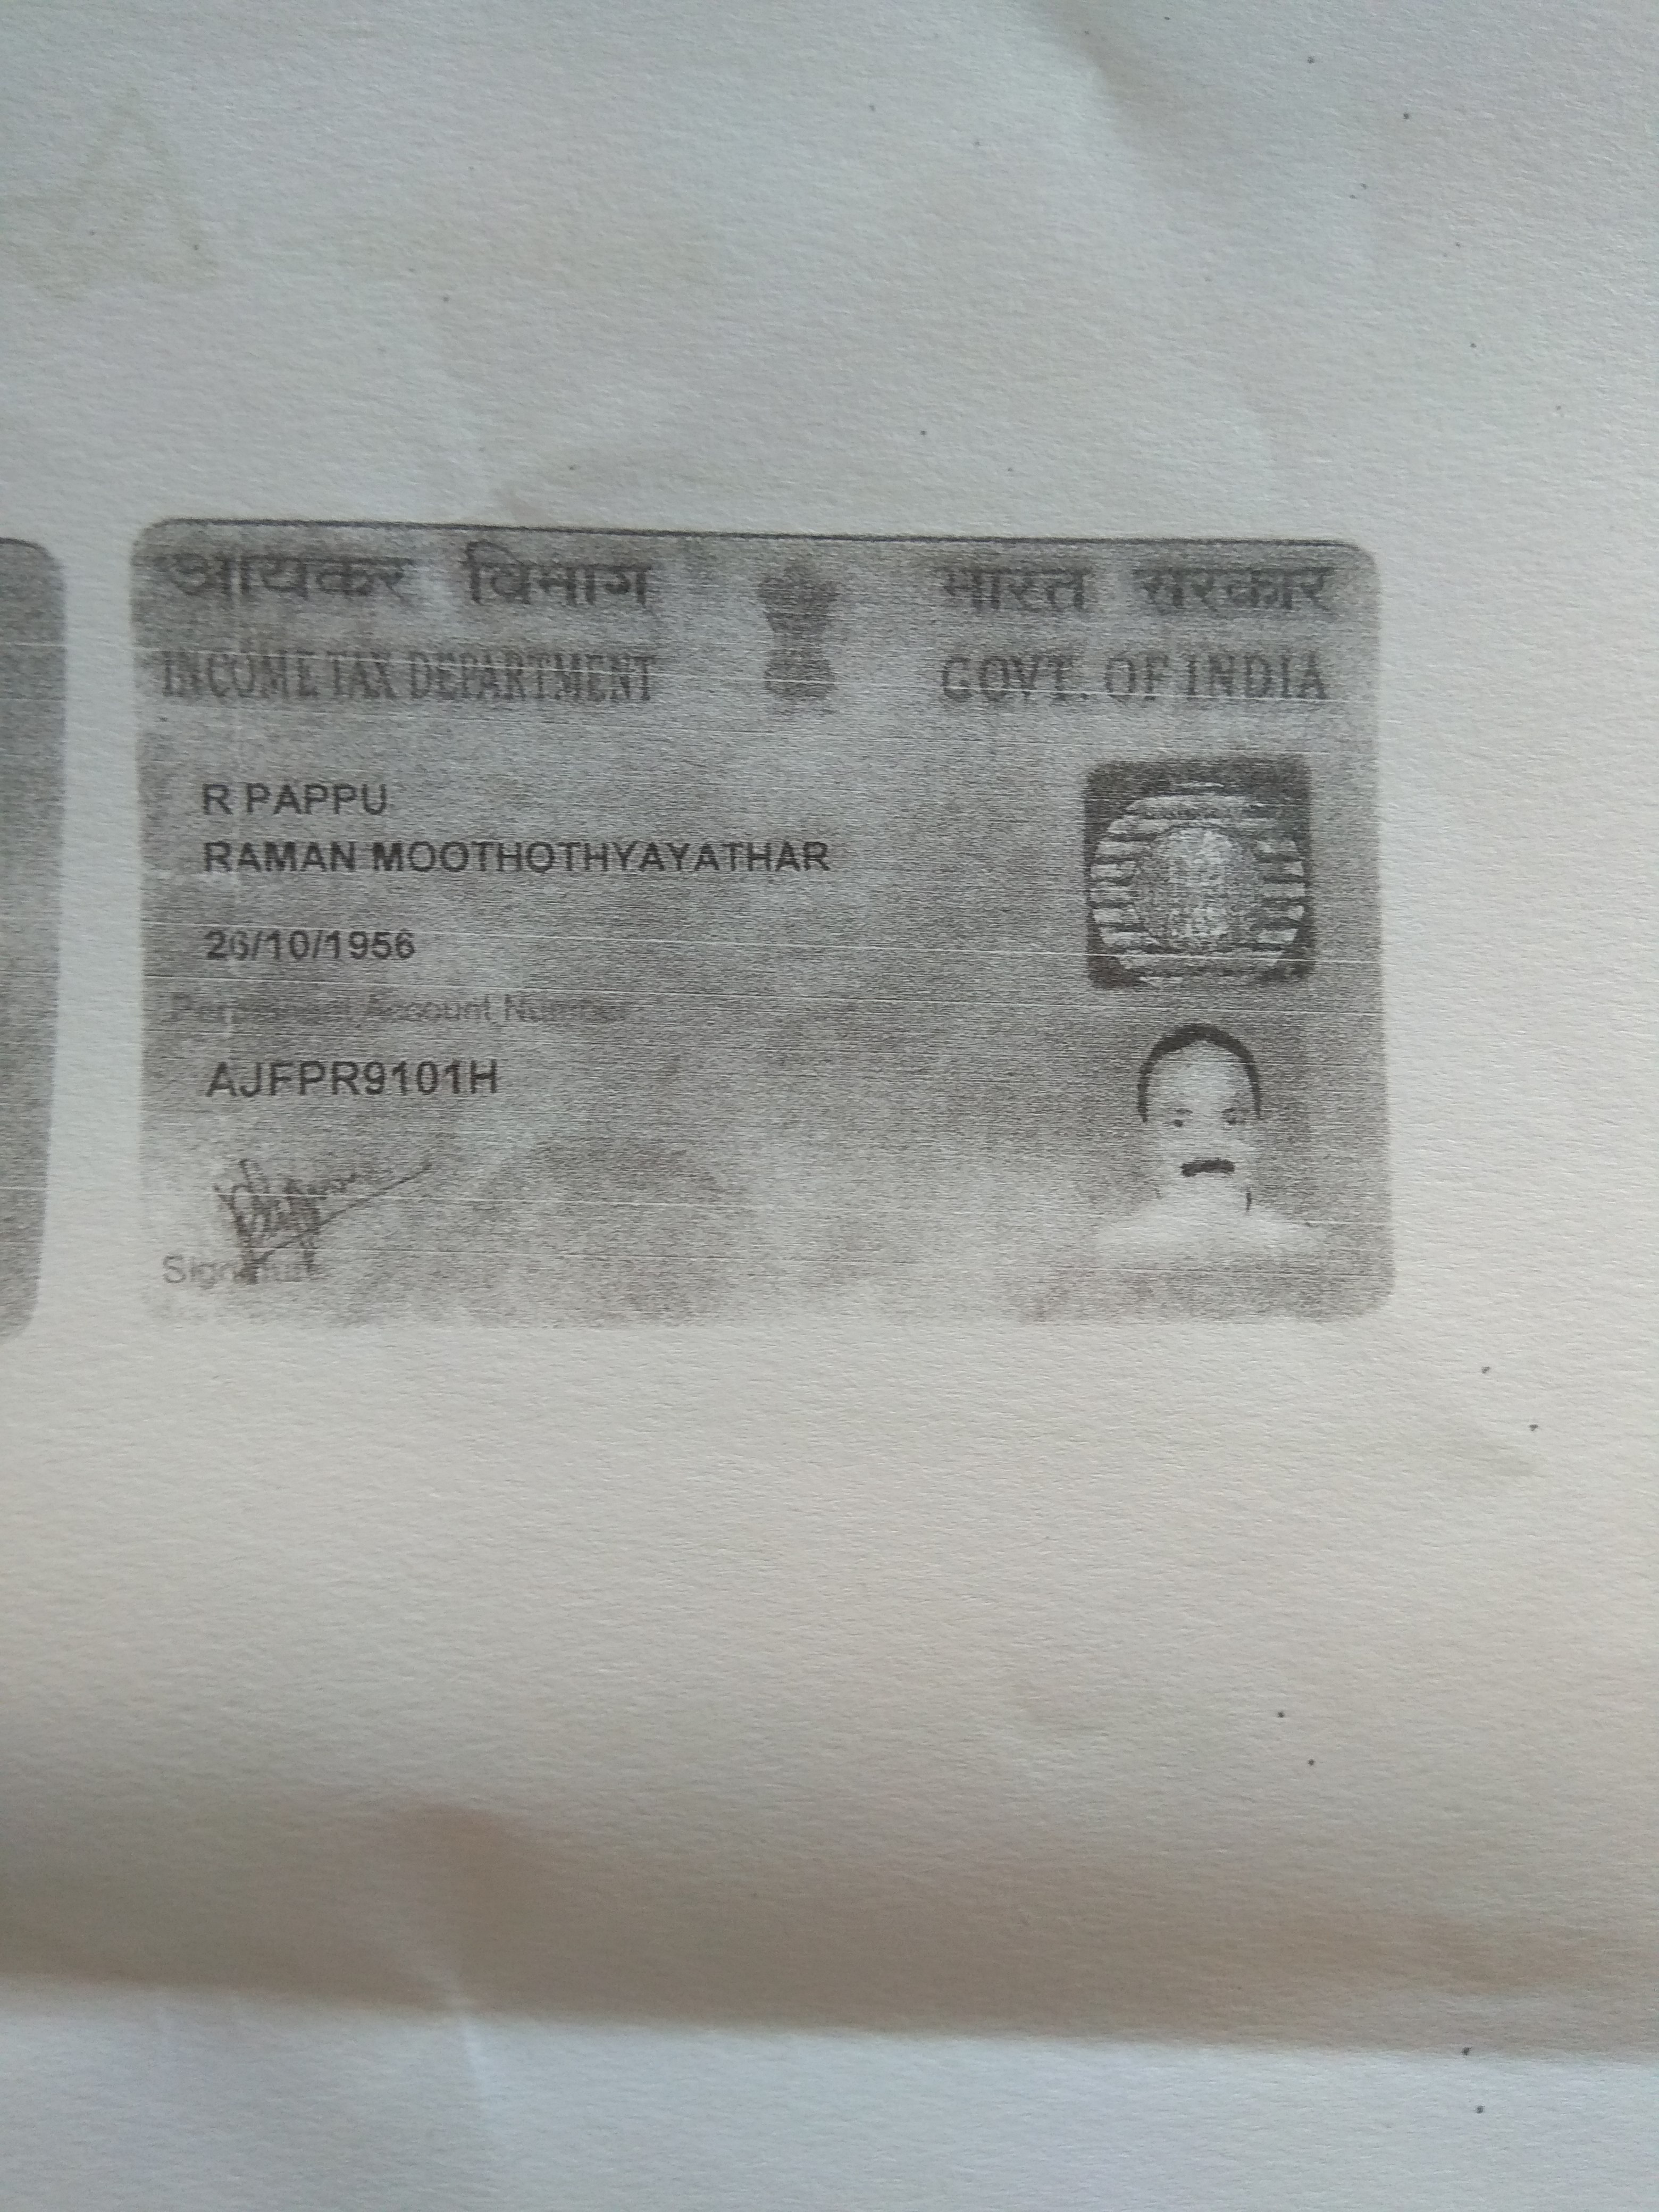 आयकर विभाग भारत सरकार
INCOME TAX DEPARTMENT GOVT. OF INDIA
R PAPPU
RAMAN MOOTHOTHYAYATHAR
26/10/1956
Permanent Account Number
AJFPR9101H
Signature